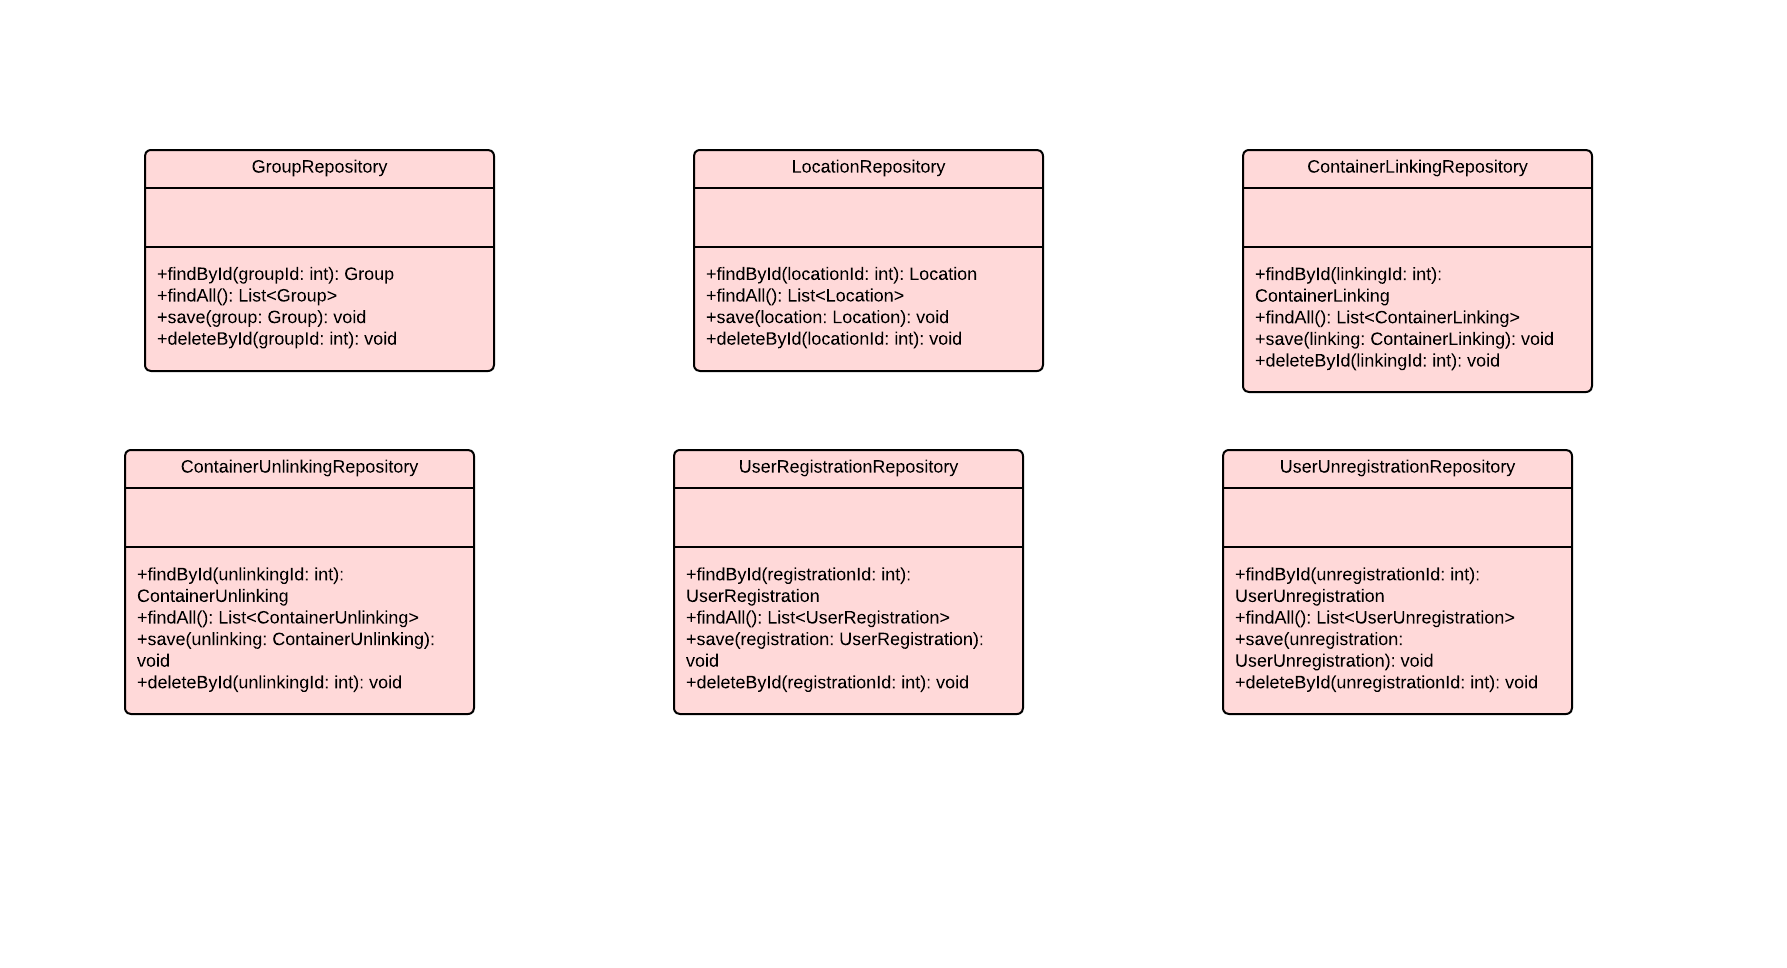 GroupRepository
+findById(groupId: int): Group
+findAll(): List<Group>
+save(group: Group): void
+deleteById(groupId: int): void
LocationRepository
+findById(locationId: int): Location
+findAll(): List<Location>
+save(location: Location): void
+deleteById(locationId: int): void
ContainerLinkingRepository
+findById(linkingId: int):
ContainerLinking
+findAll(): List<ContainerLinking>
+save(linking: ContainerLinking): void
+deleteById(linkingId: int): void
ContainerUnlinkingRepository
+findById(unlinkingId: int):
ContainerUnlinking
+findAll(): List<ContainerUnlinking>
+save(unlinking: ContainerUnlinking):
void
+deleteById(unlinkingId: int): void
UserRegistrationRepository
+findById(registrationId: int):
UserRegistration
+findAll(): List<UserRegistration>
+save(registration: UserRegistration):
void
+deleteById(registrationId: int): void
UserUnregistrationRepository
+findById(unregistrationId: int):
UserUnregistration
+findAll(): List<UserUnregistration>
+save(unregistration:
UserUnregistration): void
+deleteById(unregistrationId: int): void